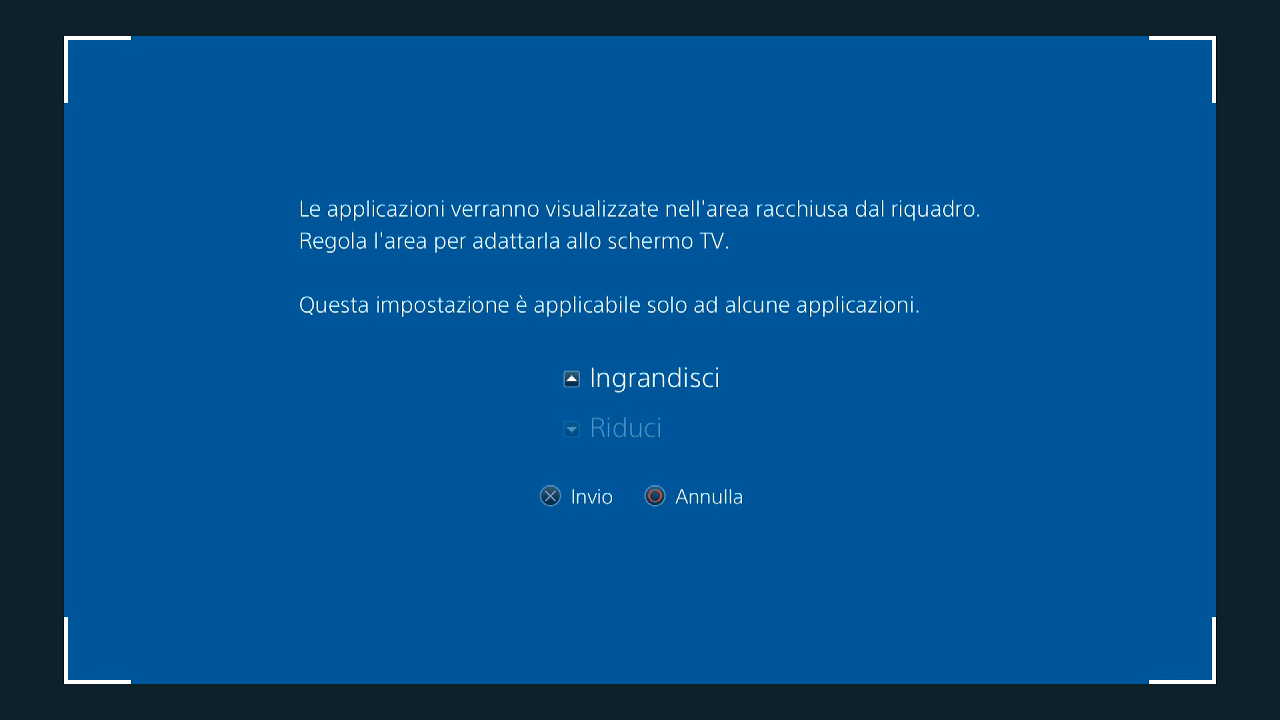 Le applicazioni verranno visualizzate nell'area racchiusa dal riquadro.
Regola l'area per adattarla allo schermo TV.
Questa impostazione è applicabile solo ad alcune applicazioni.
Ingrandisci
Riduci
Invio Annulla